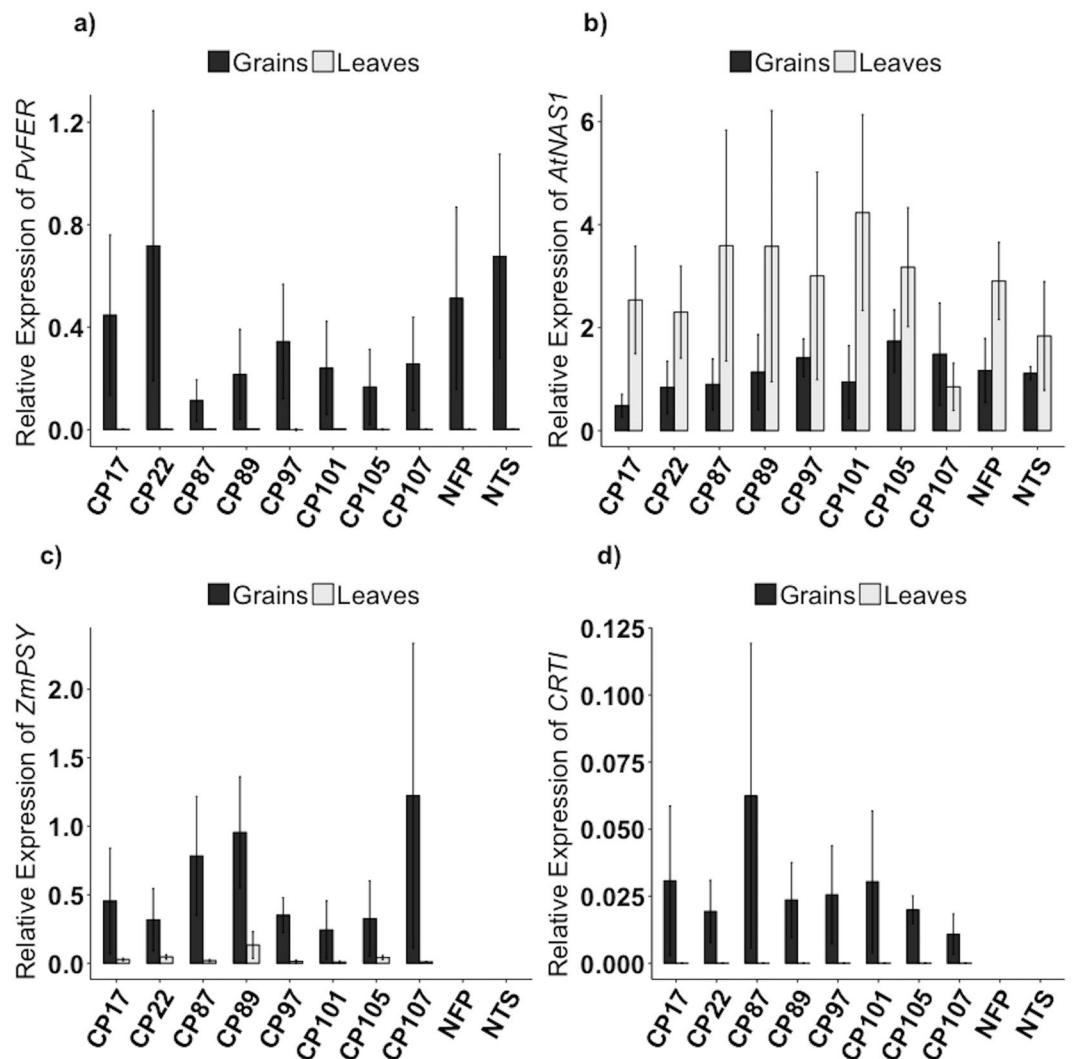 a)
Grains Leaves
Relative Expression of PvFER
1.2
0.8
0.4
0.0
CP17 CP22 CP87 CP89 CP97 CP101 CP105 CP107 NFP NTS
b)
Grains Leaves
Relative Expression of AtNAS1
6
4
2
0
CP17 CP22 CP87 CP89 CP97 CP101 CP105 CP107 NFP NTS
c)
Grains Leaves
Relative Expression of ZmPSY
2.0
1.5
1.0
0.5
0.0
CP17 CP22 CP87 CP89 CP97 CP101 CP105 CP107 NFP NTS
d)
Grains Leaves
Relative Expression of CRTI
0.125
0.100
0.075
0.050
0.025
0.000
CP17 CP22 CP87 CP89 CP97 CP101 CP105 CP107 NFP NTS